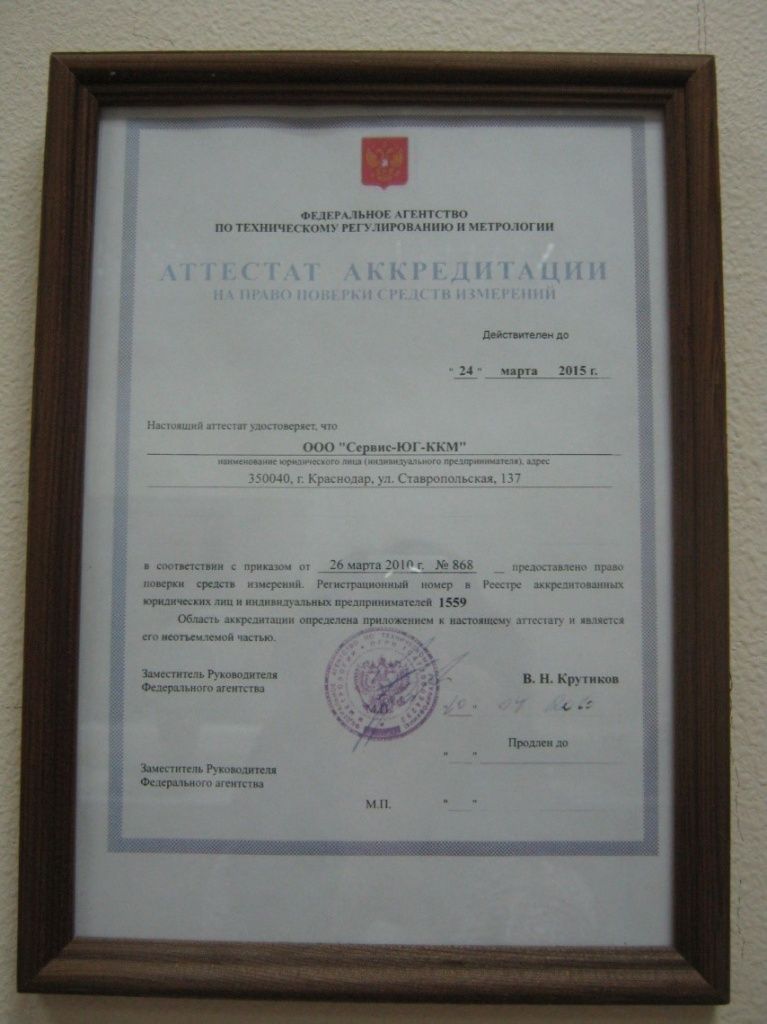 ФЕДЕРАЛЬНОЕ АГЕНТСТВО
ПО ТЕХНИЧЕСКОМУ РЕГУЛИРОВАНИЮ И МЕТРОЛОГИИ
АТТЕСТАТ АККРЕДИТАЦИИ
НА ПРАВО ПОВЕРКИ СРЕДСТВ ИЗМЕРЕНИЙ
Действителен до
" 24 " марта 2015 г.
Настоящий аттестат удостоверяет, что
ООО "Сервис-ЮГ-ККМ"
наименование юридического лица (индивидуального предпринимателя), адрес
350040, г. Краснодар, ул. Ставропольская, 137
в соответствии с приказом от 26 марта 2010 г. № 868 предоставлено право
поверки средств измерений. Регистрационный номер в Реестре аккредитованных
юридических лиц и индивидуальных предпринимателей 1559
Область аккредитации определена приложением к настоящему аттестату и является
его неотъемлемой частью.
Заместитель Руководителя
Федерального агентства
В. Н. Крутиков
М.П.
Продлен до
" "
Заместитель Руководителя
Федерального агентства
М.П.
" "